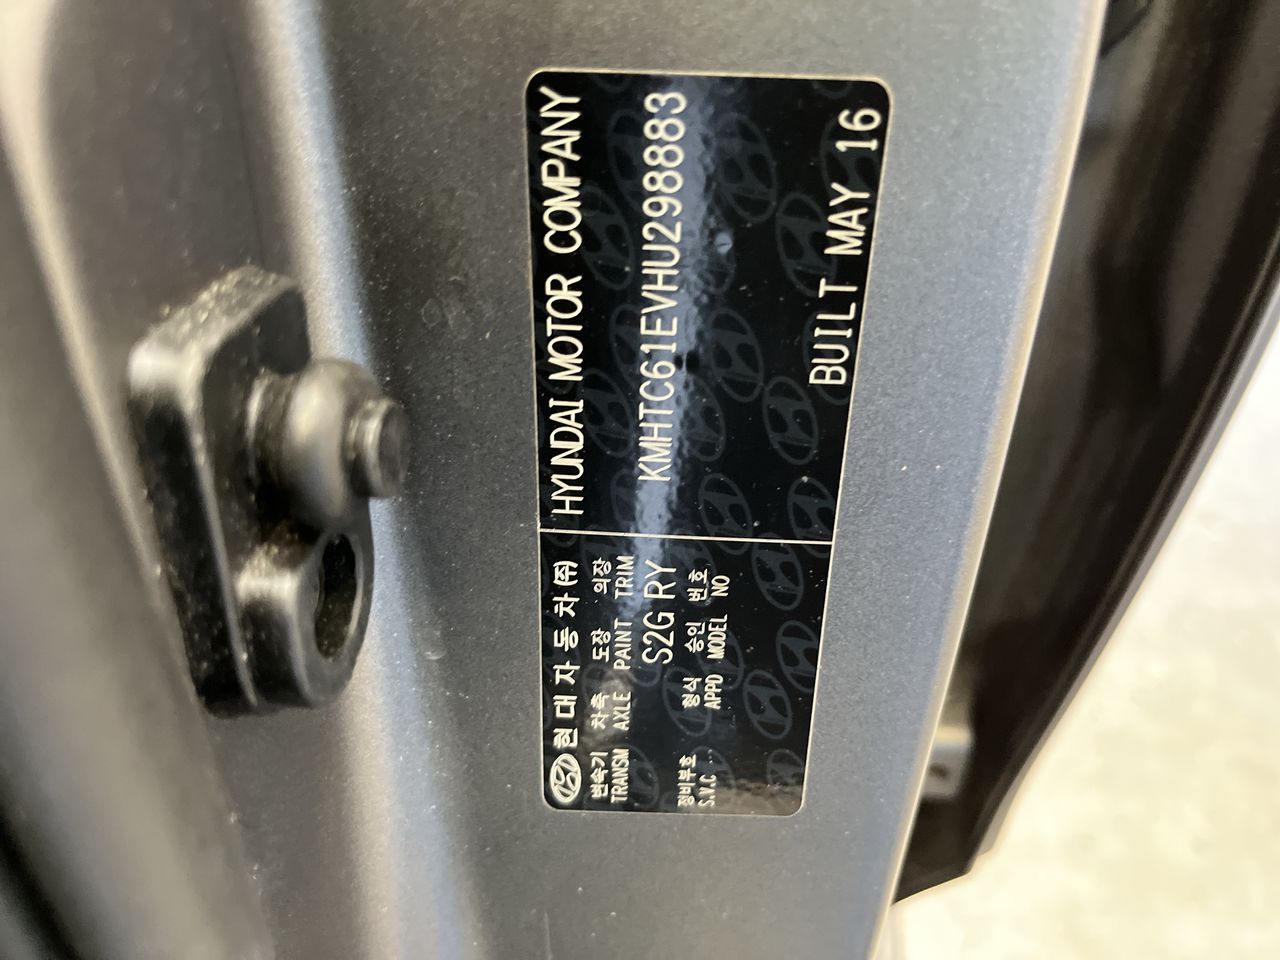 현대자동차(주) HYUNDAI MOTOR COMPANY
변속기 차축 도장 의장
TRANSM AXLE PAINT TRIM
S2G RY KMHTC61EVHU298883
정비부호 형식 승인 번호
S.V.C APPD MODEL NO
BUILT MAY 16